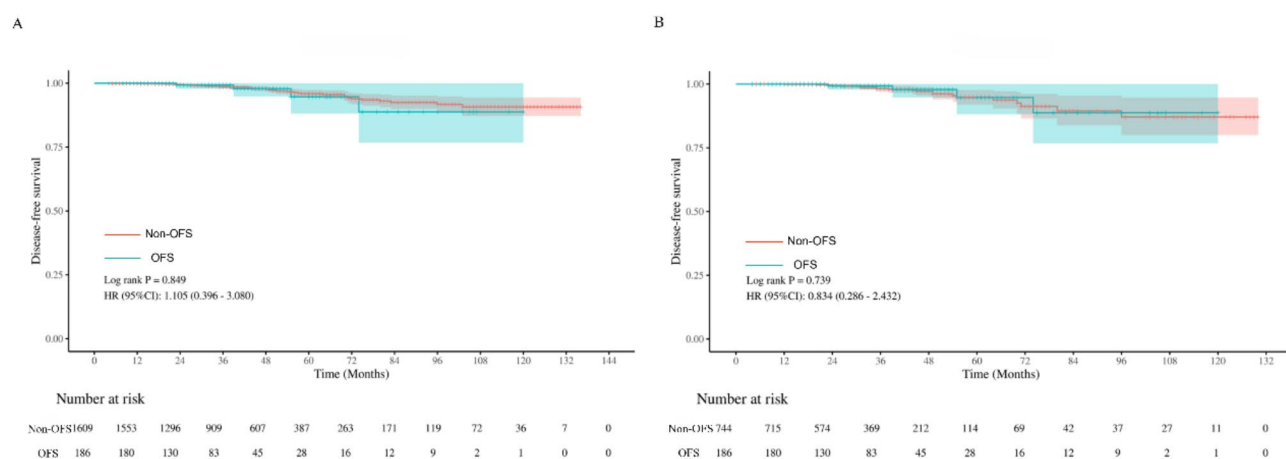 A
1.00
0.75
0.50
0.25
0.00
Disease-free survival
Non-OFS
OFS
Log rank P = 0.849
HR (95%CI): 1.105 (0.396 - 3.080)
0 12 24 36 48 60 72 84 96 108 120 132 144
Time (Months)
Number at risk
Non-OFS 1609 1553 1296 909 607 387 263 171 119 72 36 7 0
OFS 186 180 130 83 45 28 16 12 9 2 1 0 0
B
1.00
0.75
0.50
0.25
0.00
Disease-free survival
Non-OFS
OFS
Log rank P = 0.739
HR (95%CI): 0.834 (0.286 - 2.432)
0 12 24 36 48 60 72 84 96 108 120 132
Time (Months)
Number at risk
Non-OFS 744 715 574 369 212 114 69 42 37 27 11 0
OFS 186 180 130 83 45 28 16 12 9 2 1 0